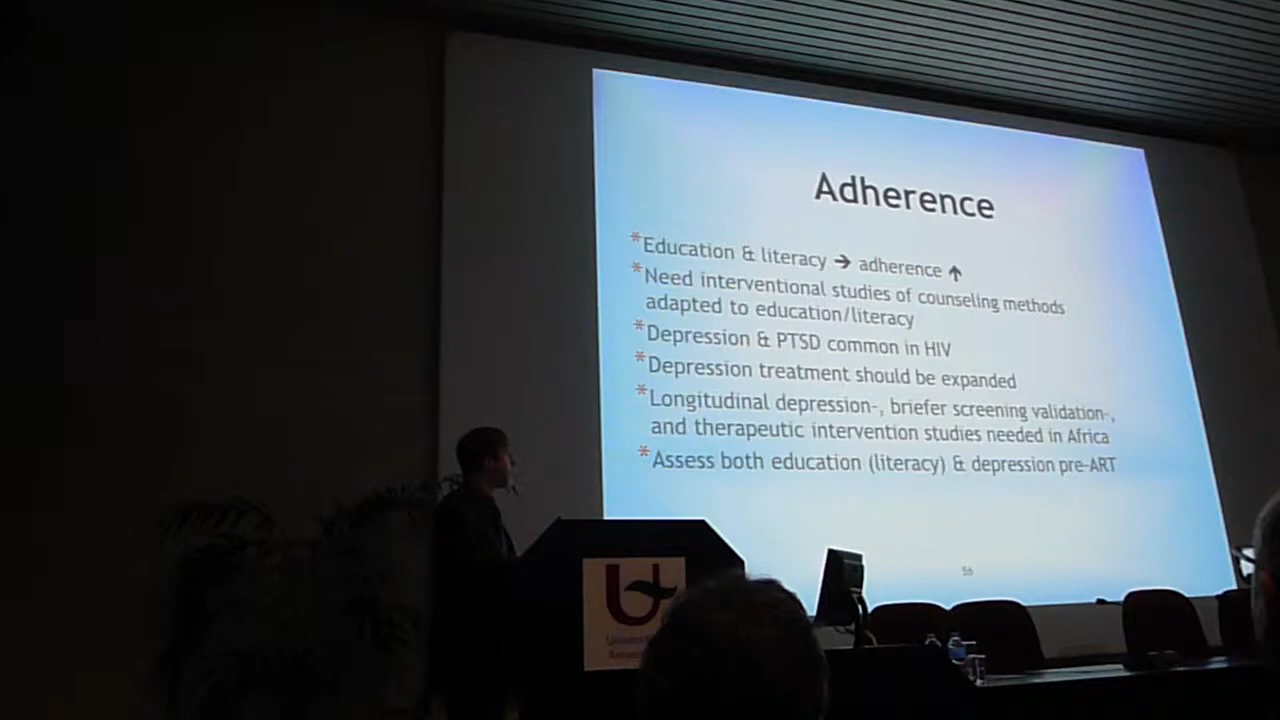 Adherence
*Education & literacy → adherence ↑
*Need interventional studies of counseling methods
adapted to education/literacy
*Depression & PTSD common in HIV
*Depression treatment should be expanded
*Longitudinal depression-, briefer screening validation-,
and therapeutic intervention studies needed in Africa
*Assess both education (literacy) & depression pre-ART
56
U